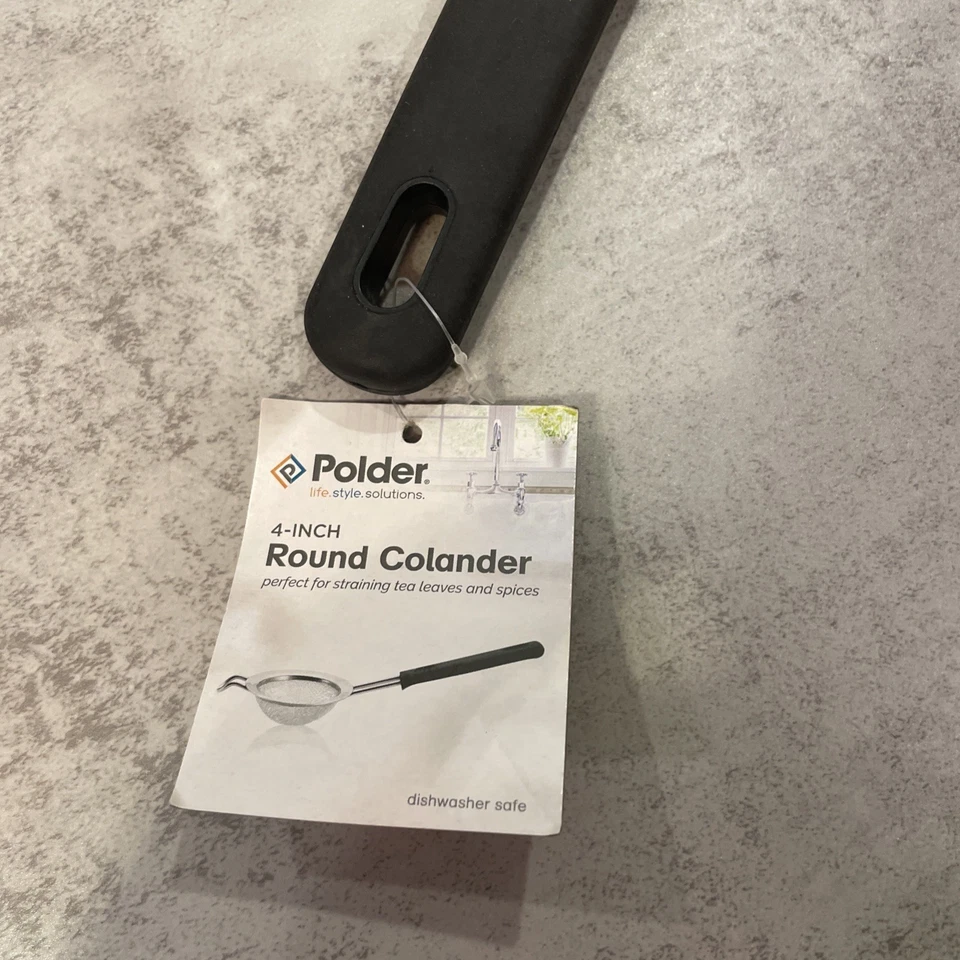 Polder®
life.style.solutions.
4-INCH
Round Colander
perfect for straining tea leaves and spices
dishwasher safe